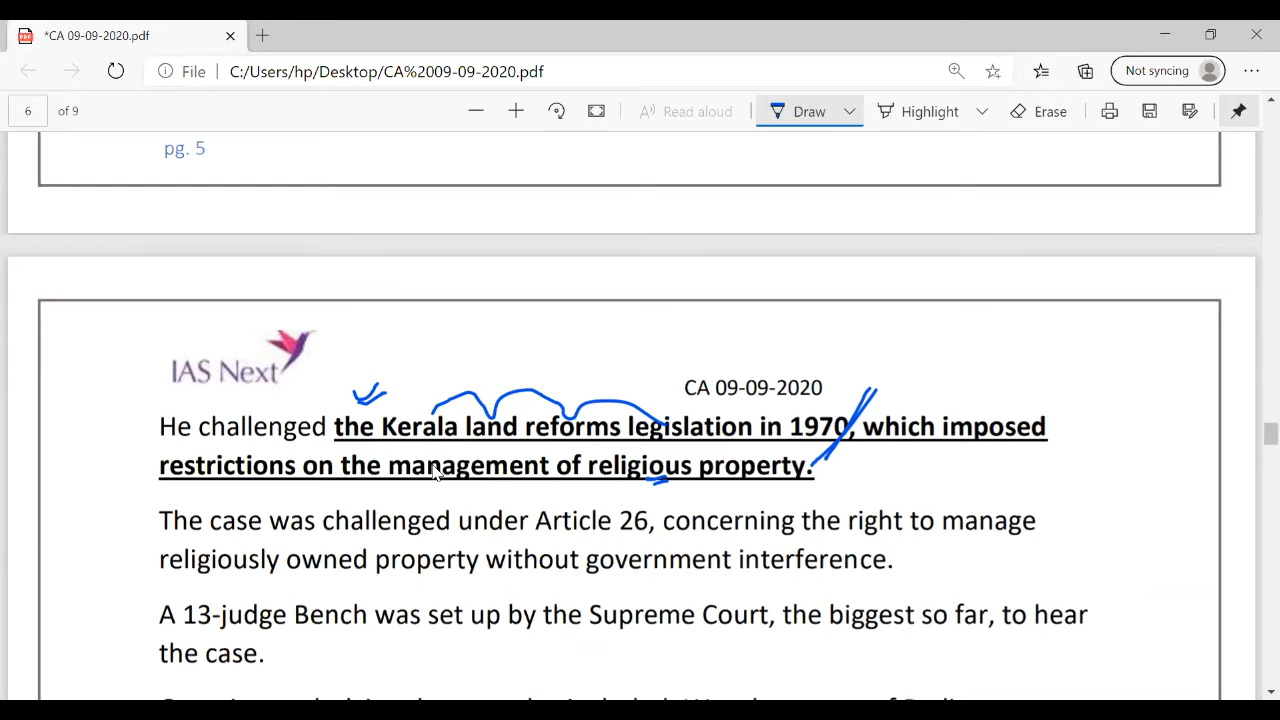 *CA 09-09-2020.pdf
File C:/Users/hp/Desktop/CA%2009-09-2020.pdf Not syncing
6 of 9 Read aloud Draw Highlight Erase
pg. 5
IAS Next
CA 09-09-2020
He challenged the Kerala land reforms legislation in 1970, which imposed
restrictions on the management of religious property.
The case was challenged under Article 26, concerning the right to manage
religiously owned property without government interference.
A 13-judge Bench was set up by the Supreme Court, the biggest so far, to hear
the case.